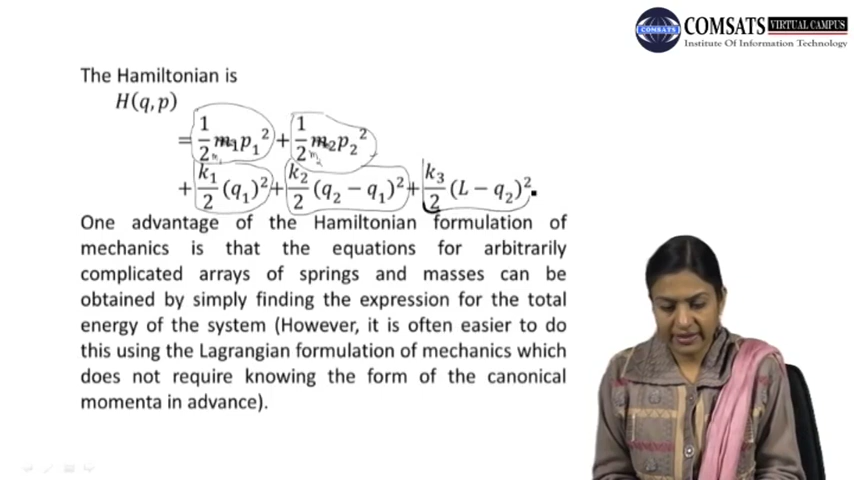 COMSATS VIRTUAL CAMPUS
COMSATS
Institute Of Information Technology
The Hamiltonian is
H(q,p)
= 1/2 m₁p₁² + 1/2 m₂p₂²
m₁ m₂
+ k₁/2 (q₁)² + k₂/2 (q₂ − q₁)² + k₃/2 (L − q₂)².
One advantage of the Hamiltonian formulation of
mechanics is that the equations for arbitrarily
complicated arrays of springs and masses can be
obtained by simply finding the expression for the total
energy of the system (However, it is often easier to do
this using the Lagrangian formulation of mechanics which
does not require knowing the form of the canonical
momenta in advance).